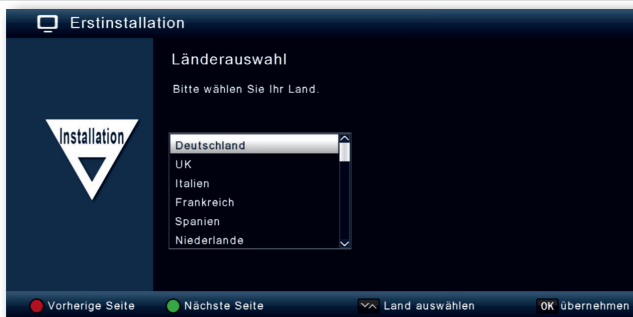 Erstinstallation
Länderauswahl
Bitte wählen Sie Ihr Land.
Installation
Deutschland
UK
Italien
Frankreich
Spanien
Niederlande
Vorherige Seite Nächste Seite Land auswählen OK übernehmen